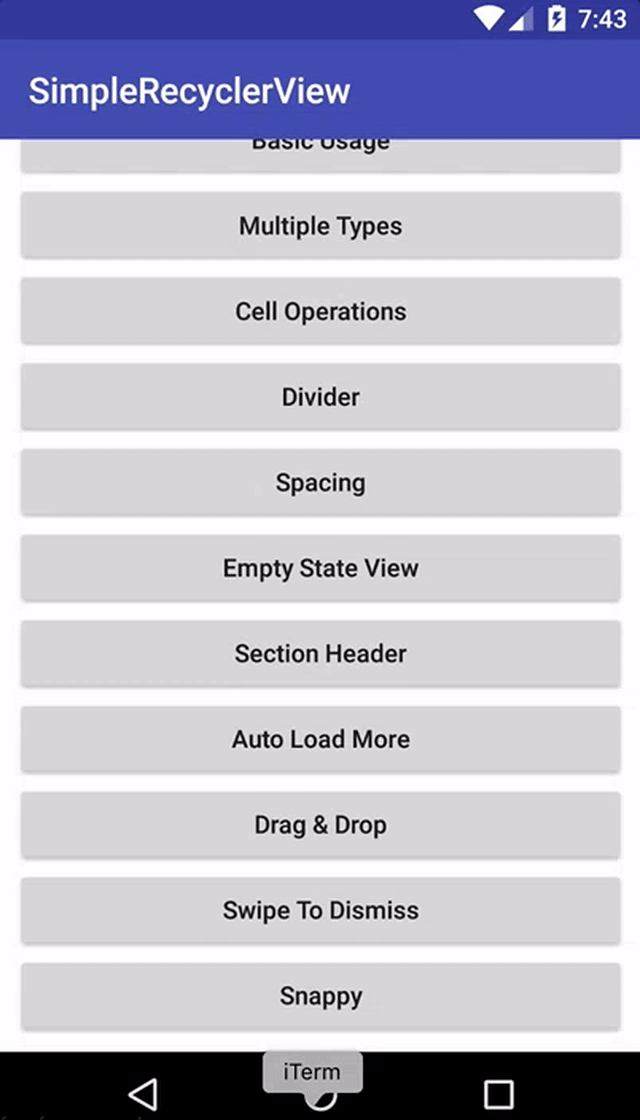 7:43
SimpleRecyclerView
Basic Usage
Multiple Types
Cell Operations
Divider
Spacing
Empty State View
Section Header
Auto Load More
Drag & Drop
Swipe To Dismiss
Snappy
iTerm